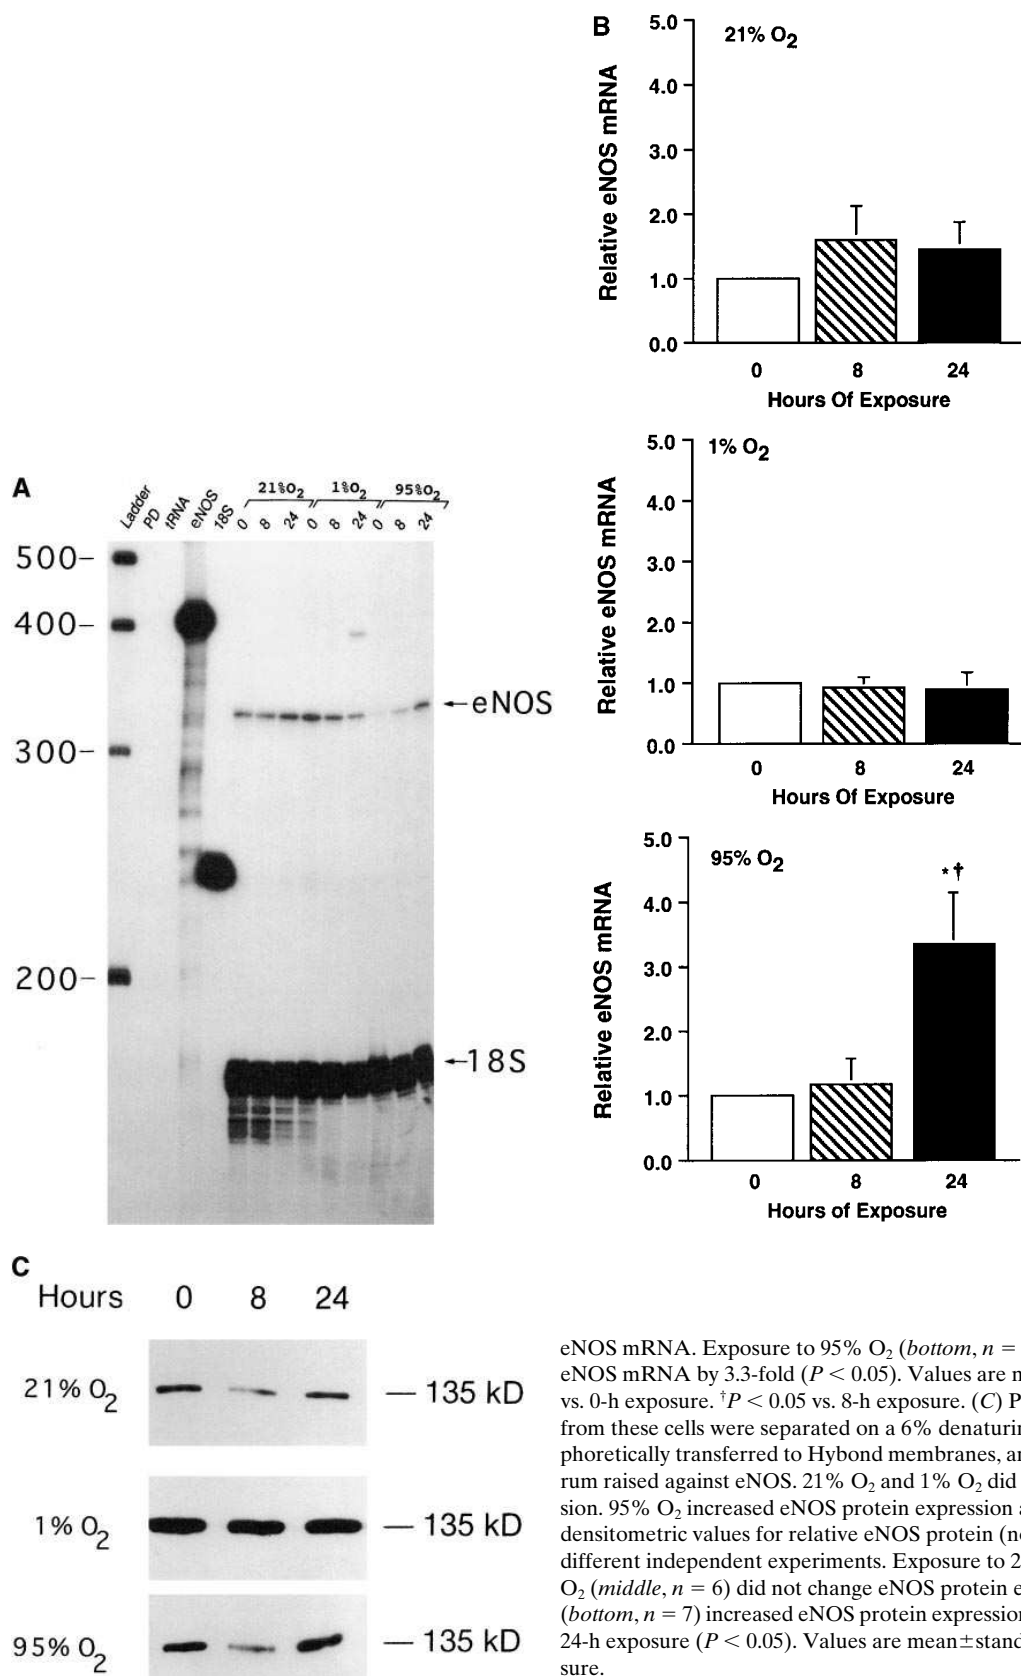 B
5.0
21% O2
4.0
3.0
2.0
1.0
0.0
Relative eNOS mRNA
0 8 24
Hours Of Exposure
5.0
1% O2
4.0
3.0
2.0
1.0
0.0
Relative eNOS mRNA
0 8 24
Hours Of Exposure
5.0
95% O2
4.0
*†
3.0
2.0
1.0
0.0
Relative eNOS mRNA
0 8 24
Hours of Exposure
A
Ladder PD tRNA eNOS 18S
21%O2 1%O2 95%O2
0 8 24 0 8 24 0 8 24
500–
400–
←eNOS
300–
200–
←18S
C
Hours 0 8 24
21% O2 — 135 kD
1% O2 — 135 kD
95% O2 — 135 kD
eNOS mRNA. Exposure to 95% O2 (bottom, n =
eNOS mRNA by 3.3-fold (P < 0.05). Values are
vs. 0-h exposure. †P < 0.05 vs. 8-h exposure. (C)
from these cells were separated on a 6% denaturin
phoretically transferred to Hybond membranes, an
rum raised against eNOS. 21% O2 and 1% O2 did
sion. 95% O2 increased eNOS protein expression a
densitometric values for relative eNOS protein (no
different independent experiments. Exposure to 2
O2 (middle, n = 6) did not change eNOS protein e
(bottom, n = 7) increased eNOS protein expression
24-h exposure (P < 0.05). Values are mean±stand
sure.